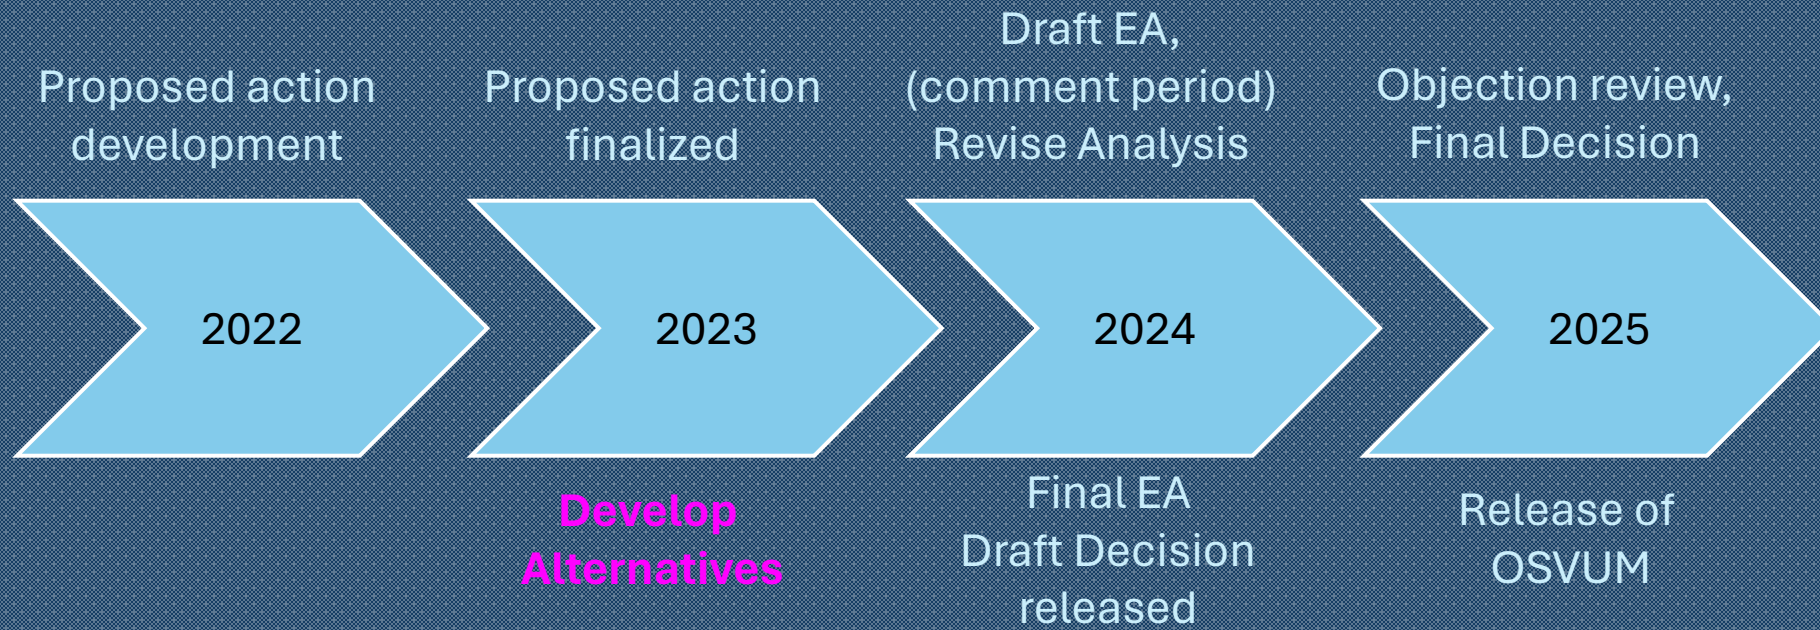 Proposed action
development
Proposed action
finalized
Draft EA,
(comment period)
Revise Analysis
Objection review,
Final Decision
2022
2023
2024
2025
Develop
Alternatives
Final EA
Draft Decision
released
Release of
OSVUM